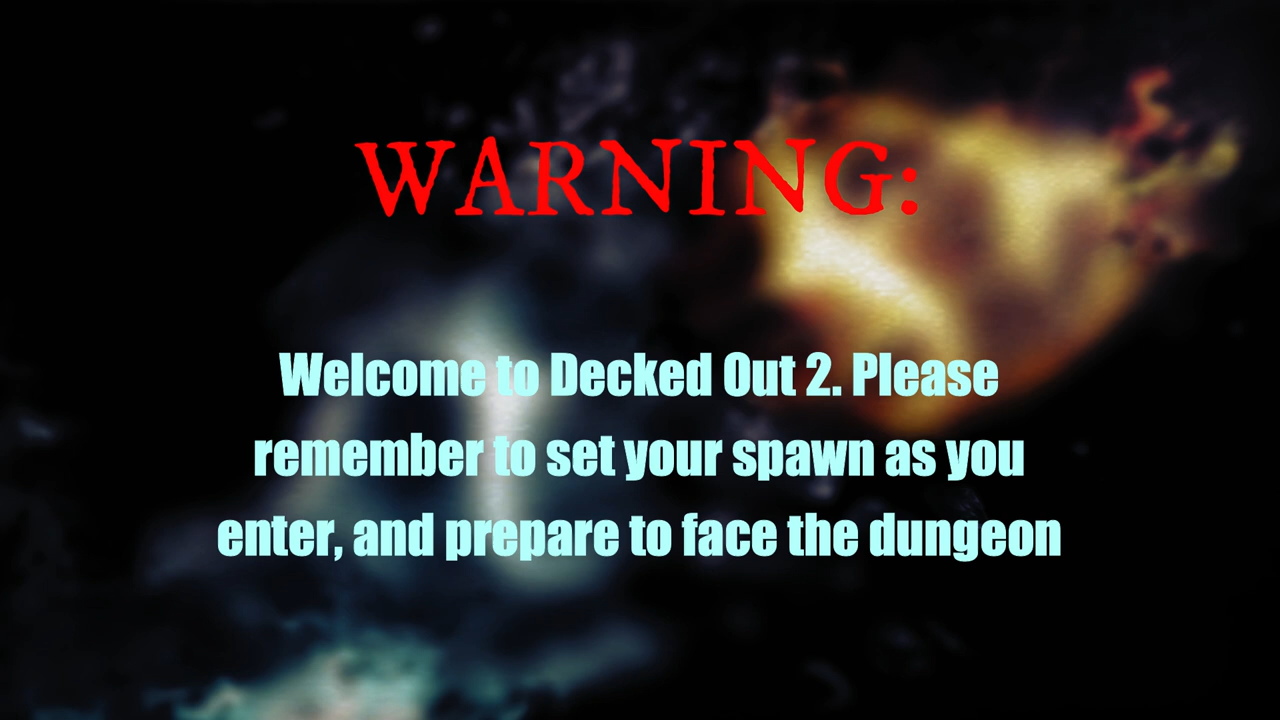 WARNING:
Welcome to Decked Out 2. Please
remember to set your spawn as you
enter, and prepare to face the dungeon